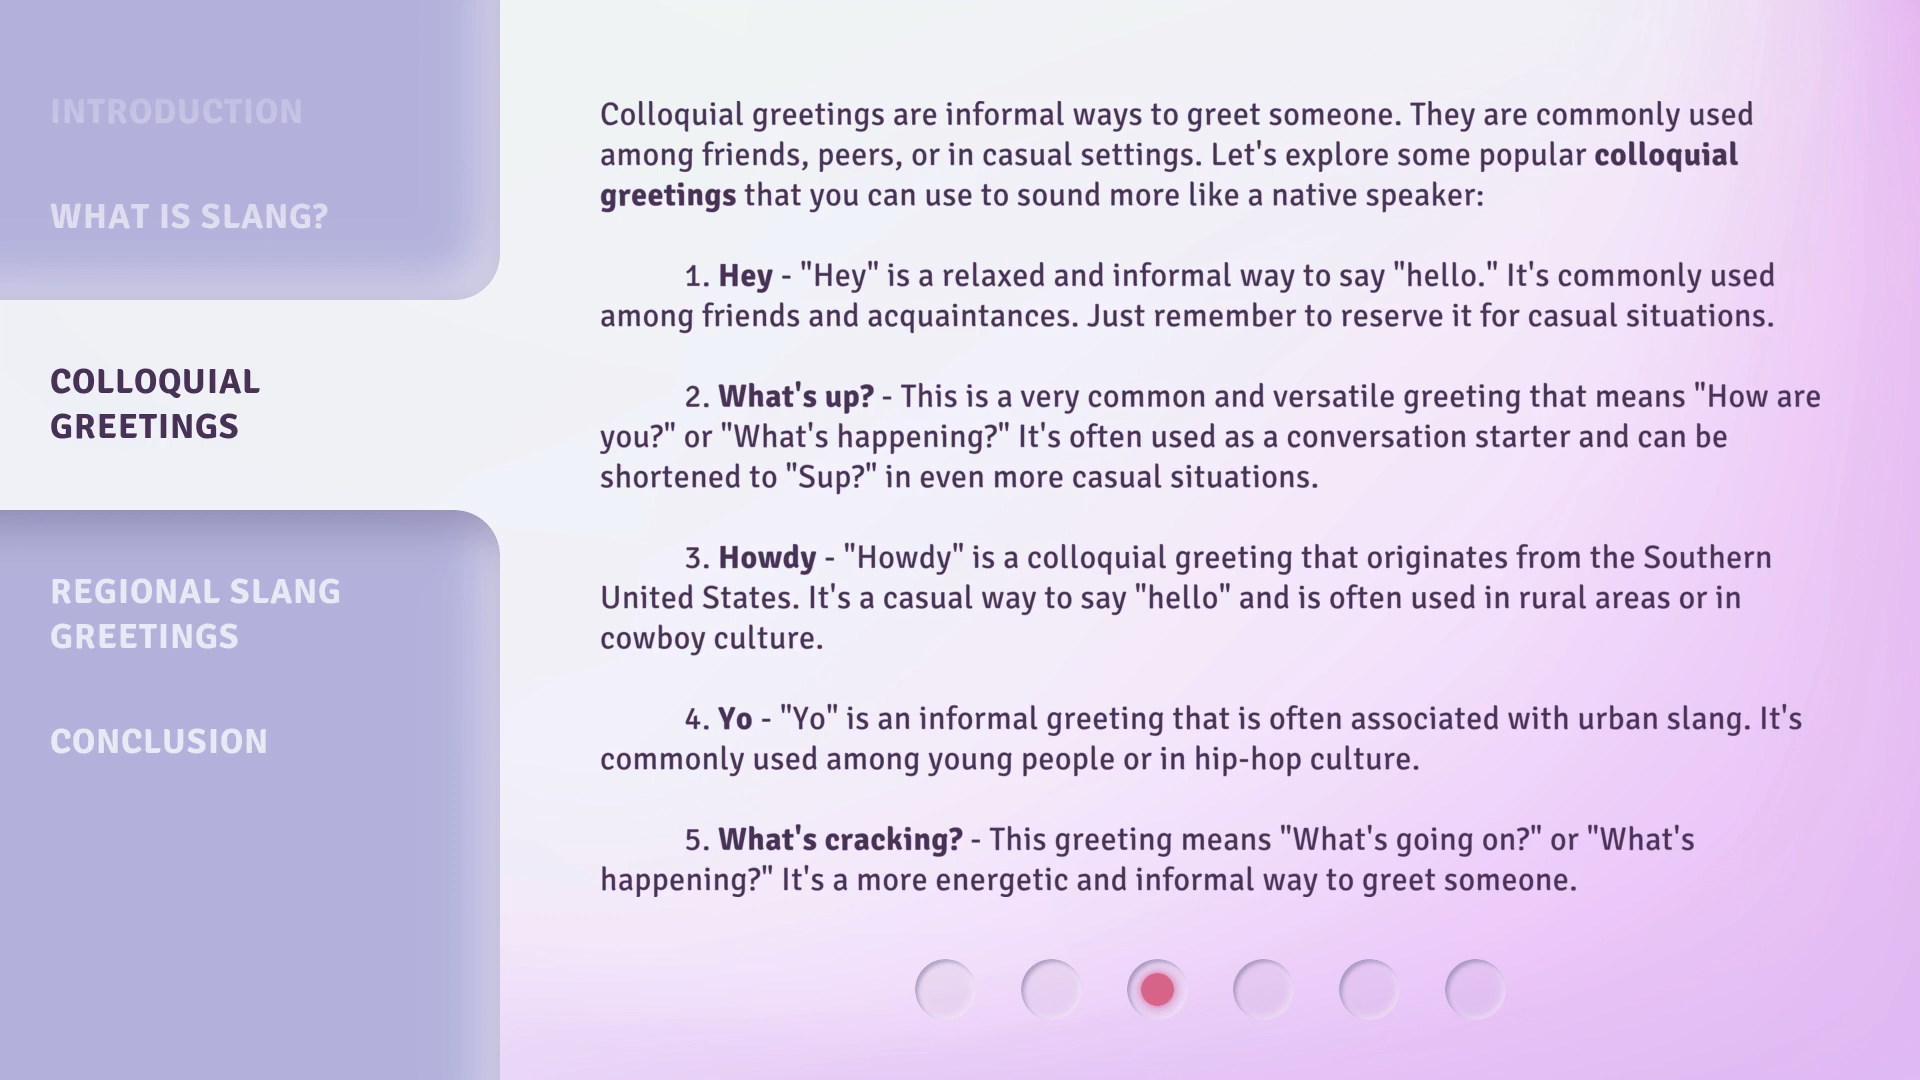 INTRODUCTION
WHAT IS SLANG?
COLLOQUIAL
GREETINGS
REGIONAL SLANG
GREETINGS
CONCLUSION
Colloquial greetings are informal ways to greet someone. They are commonly used
among friends, peers, or in casual settings. Let's explore some popular colloquial
greetings that you can use to sound more like a native speaker:
1. Hey - "Hey" is a relaxed and informal way to say "hello." It's commonly used
among friends and acquaintances. Just remember to reserve it for casual situations.
2. What's up? - This is a very common and versatile greeting that means "How are
you?" or "What's happening?" It's often used as a conversation starter and can be
shortened to "Sup?" in even more casual situations.
3. Howdy - "Howdy" is a colloquial greeting that originates from the Southern
United States. It's a casual way to say "hello" and is often used in rural areas or in
cowboy culture.
4. Yo - "Yo" is an informal greeting that is often associated with urban slang. It's
commonly used among young people or in hip-hop culture.
5. What's cracking? - This greeting means "What's going on?" or "What's
happening?" It's a more energetic and informal way to greet someone.